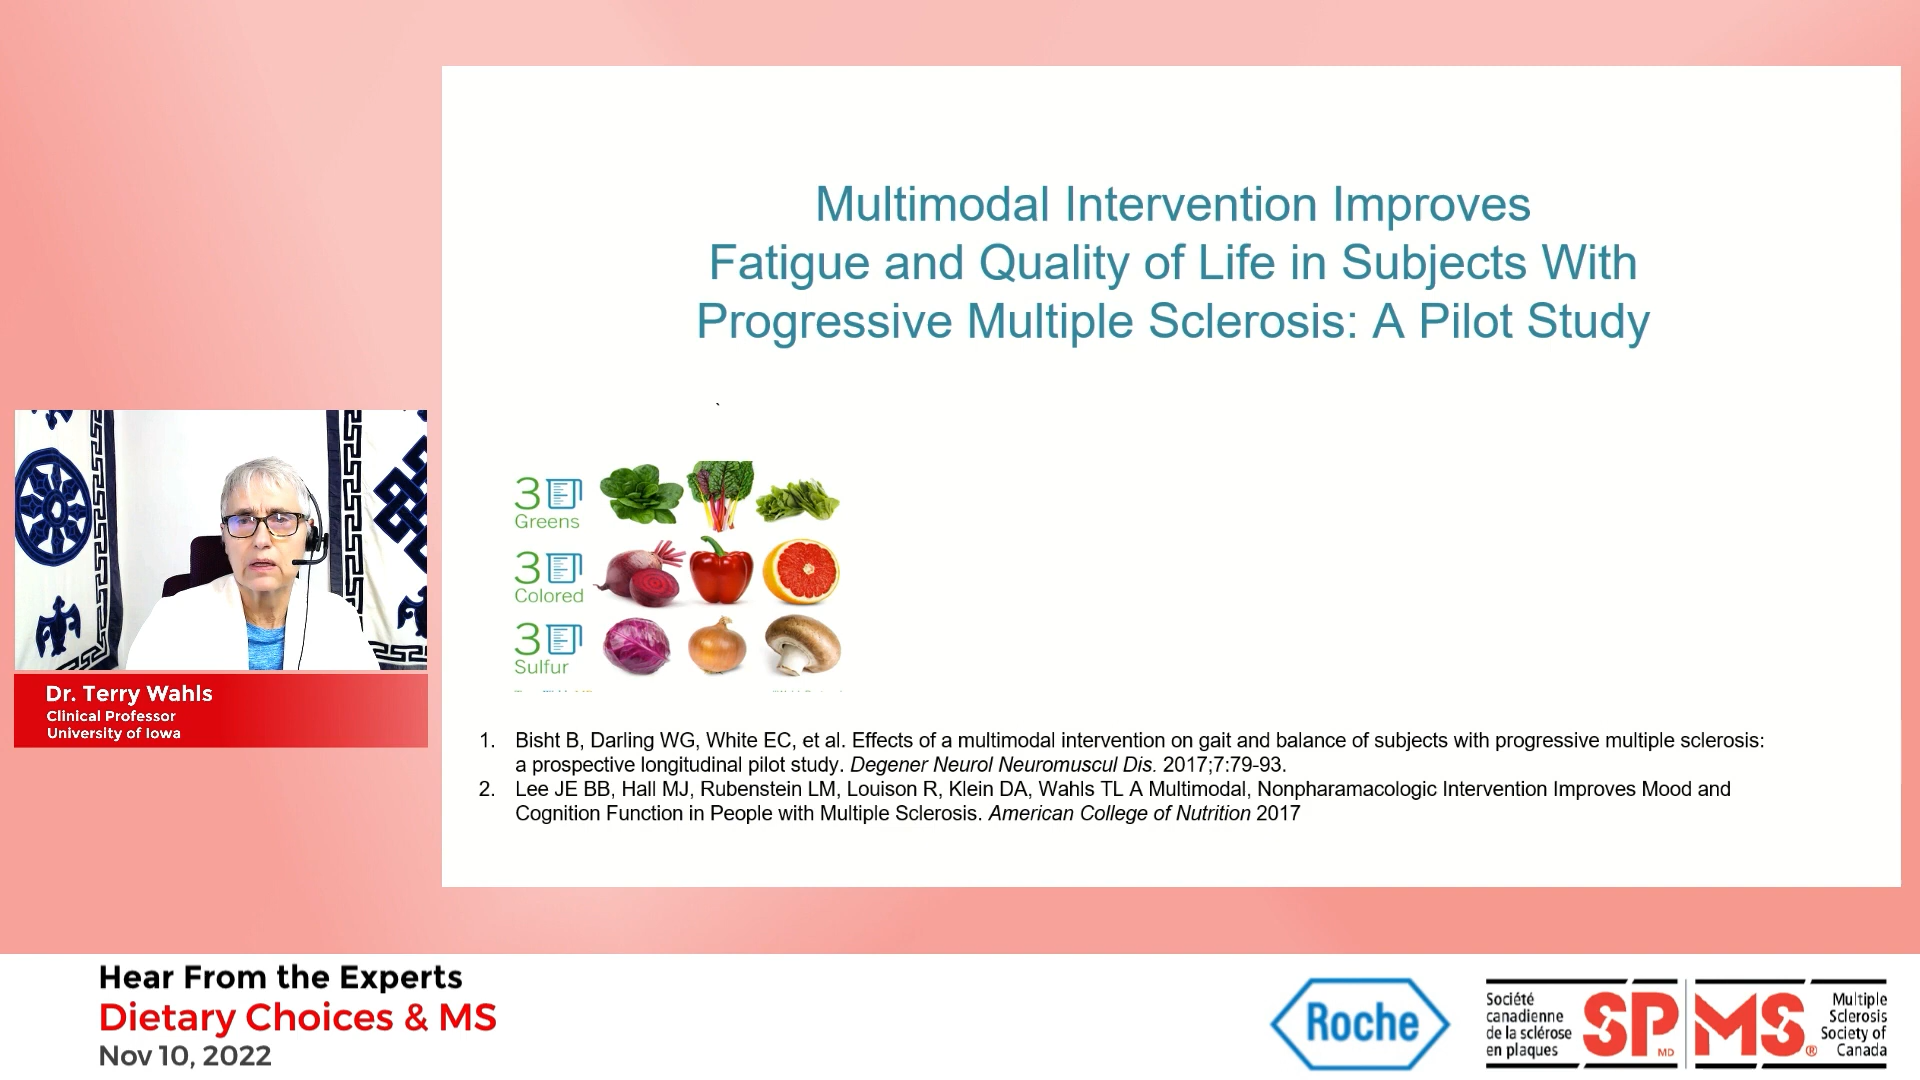 Multimodal Intervention Improves
Fatigue and Quality of Life in Subjects With
Progressive Multiple Sclerosis: A Pilot Study
3
Greens
3
Colored
3
Sulfur
1. Bisht B, Darling WG, White EC, et al. Effects of a multimodal intervention on gait and balance of subjects with progressive multiple sclerosis:
a prospective longitudinal pilot study. Degener Neurol Neuromuscul Dis. 2017;7:79-93.
2. Lee JE BB, Hall MJ, Rubenstein LM, Louison R, Klein DA, Wahls TL A Multimodal, Nonpharamacologic Intervention Improves Mood and
Cognition Function in People with Multiple Sclerosis. American College of Nutrition 2017
Dr. Terry Wahls
Clinical Professor
University of Iowa
Hear From the Experts
Dietary Choices & MS
Nov 10, 2022
Roche
Société
canadienne
de la sclérose
en plaques
SP
MD
MS
®
Multiple
Sclerosis
Society of
Canada